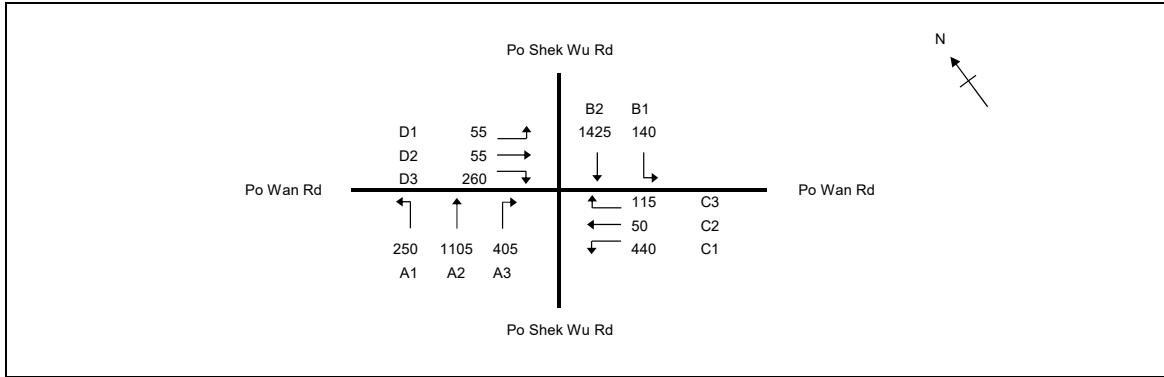 N
Po Shek Wu Rd
B2 B1
D1 55 1425 140
D2 55
D3 260
Po Wan Rd Po Wan Rd
115 C3
50 C2
250 1105 405 440 C1
A1 A2 A3
Po Shek Wu Rd